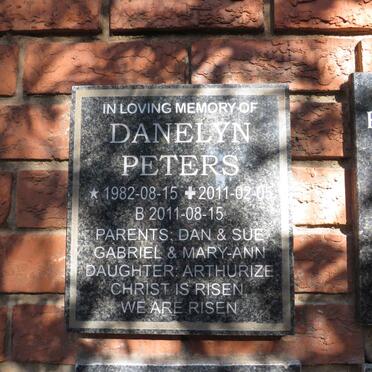 IN LOVING MEMORY OF
DANELYN
PETERS
★ 1982-08-15 ✚ 2011-02-05
B 2011-08-15
PARENTS: DAN & SUE
GABRIEL & MARY-ANN
DAUGHTER: ARTHURIZE
CHRIST IS RISEN
WE ARE RISEN